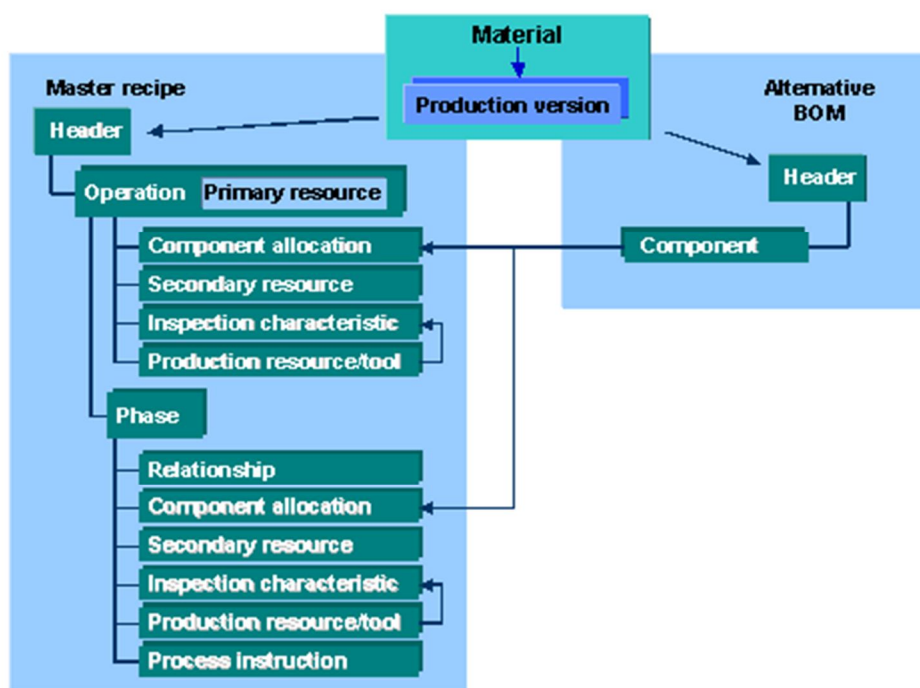 Material
Production version
Master recipe
Header
Operation
Primary resource
Component allocation
Secondary resource
Inspection characteristic
Production resource/tool
Phase
Relationship
Component allocation
Secondary resource
Inspection characteristic
Production resource/tool
Process instruction
Alternative
BOM
Header
Component